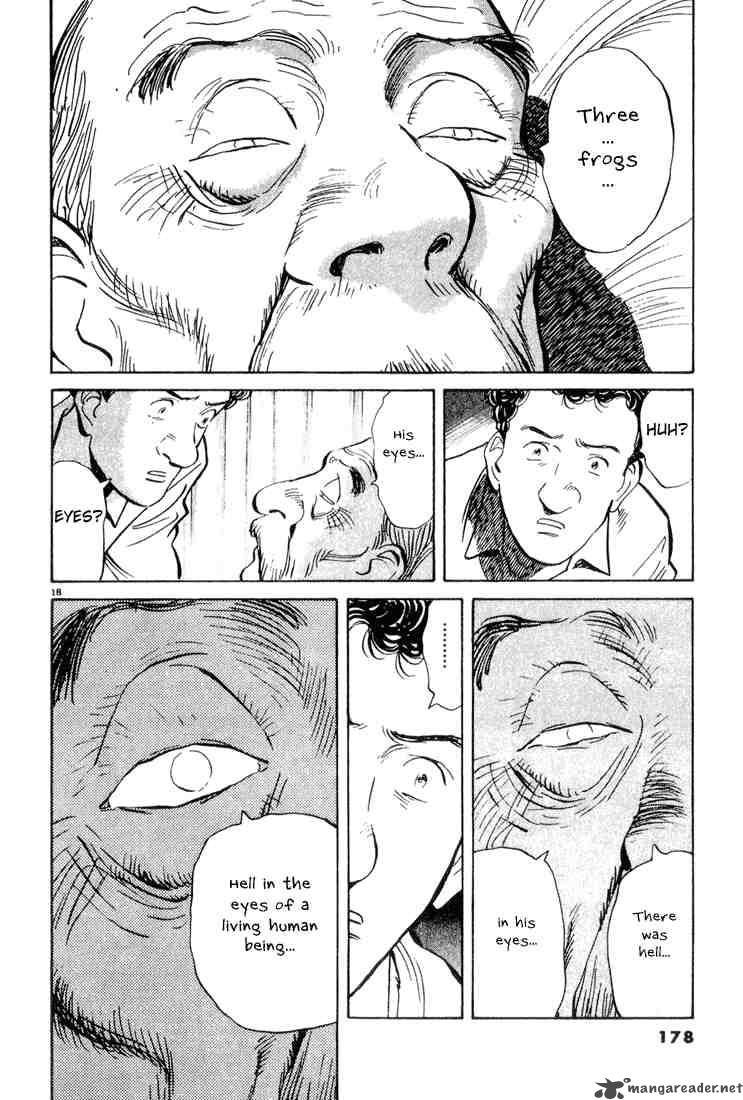 Three
...
frogs
...
HUH?
His
eyes...
EYES?
18
There
was
hell...
in his
eyes...
........
Hell in the
eyes of a
living human
being...
178
mangareader.net